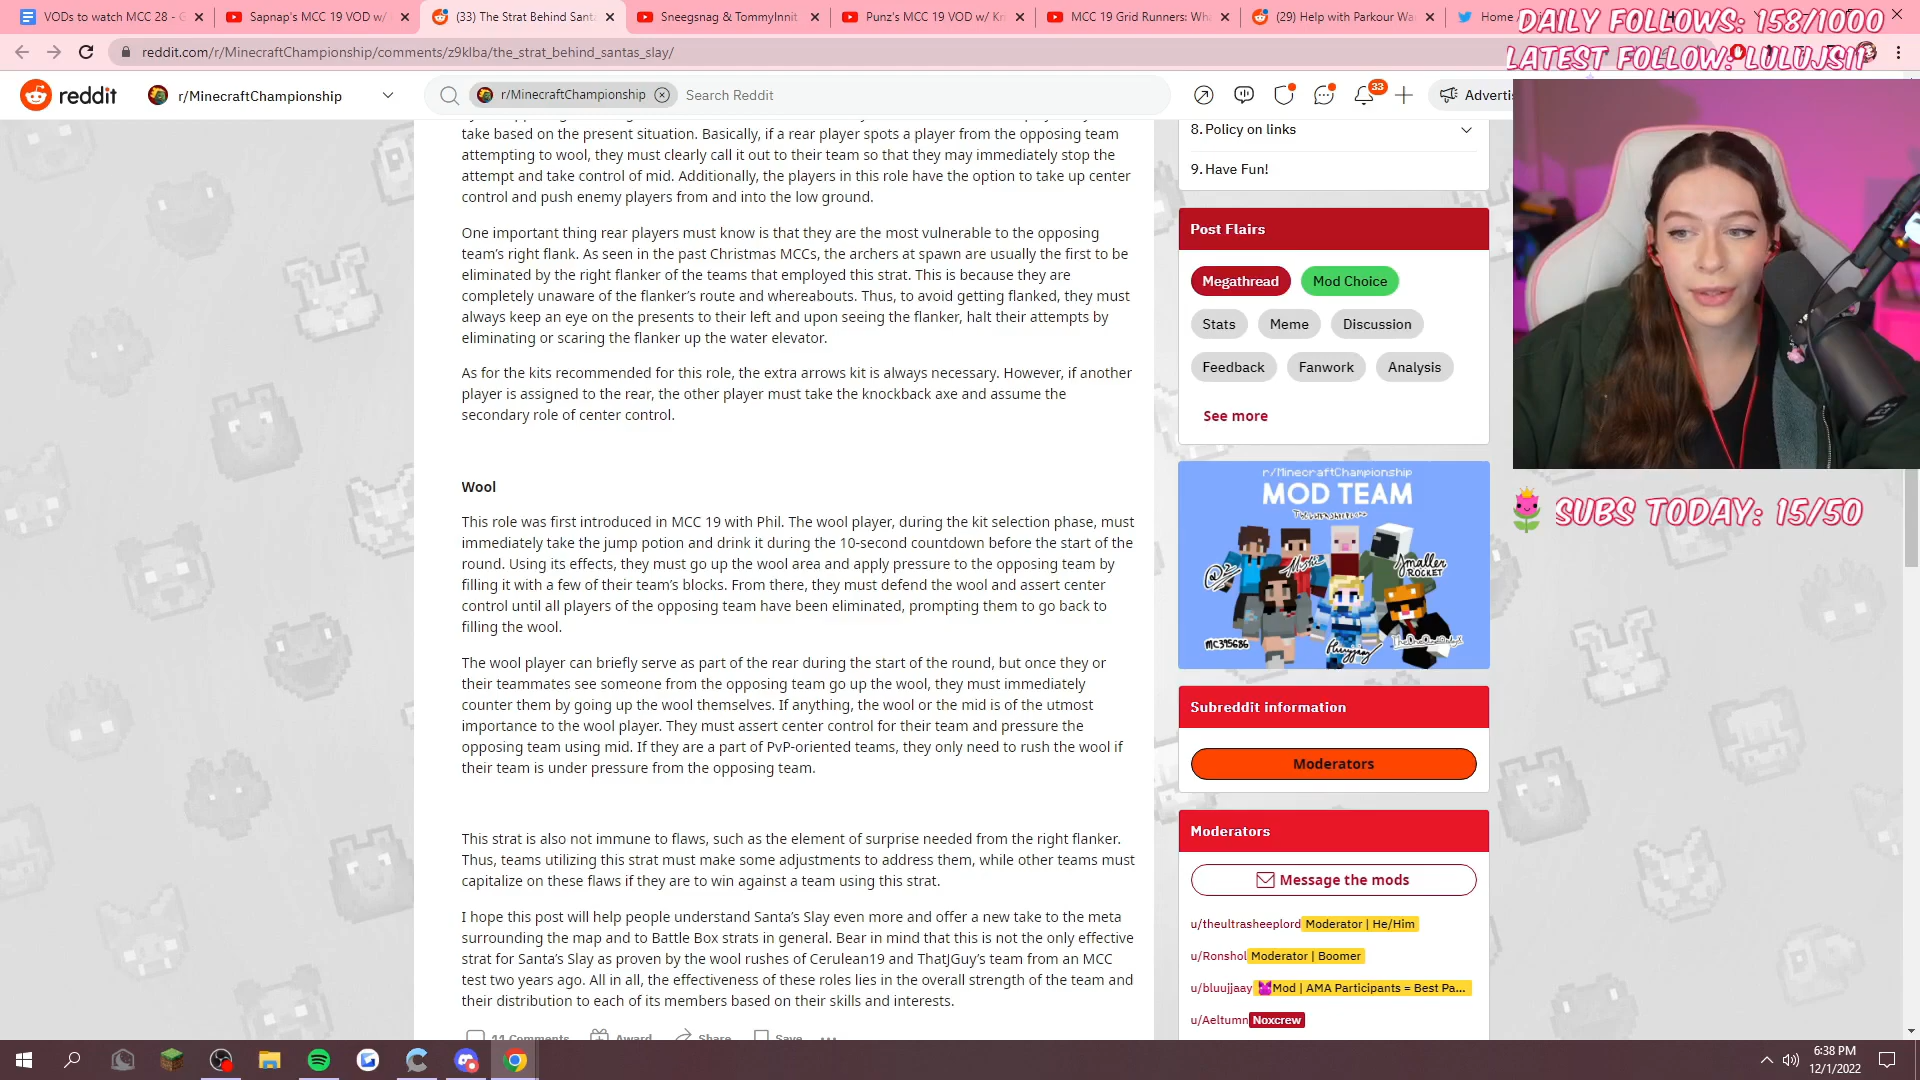 VODs to watch MCC 28 - G
Sapnap's MCC 19 VOD w/
(33) The Strat Behind Santa
Sneegsnag & TommyInnit
Punz's MCC 19 VOD w/ Kr
MCC 19 Grid Runners: Wh
(29) Help with Parkour Wa
Home
DAILY FOLLOWS: 158/1000
reddit.com/r/MinecraftChampionship/comments/z9klba/the_strat_behind_santas_slay/
LATEST FOLLOW: LULUJS11
reddit
r/MinecraftChampionship
r/MinecraftChampionship
Search Reddit
33
Adverti
take based on the present situation. Basically, if a rear player spots a player from the opposing team
attempting to wool, they must clearly call it out to their team so that they may immediately stop the
attempt and take control of mid. Additionally, the players in this role have the option to take up center
control and push enemy players from and into the low ground.
One important thing rear players must know is that they are the most vulnerable to the opposing
team's right flank. As seen in the past Christmas MCCs, the archers at spawn are usually the first to be
eliminated by the right flanker of the teams that employed this strat. This is because they are
completely unaware of the flanker's route and whereabouts. Thus, to avoid getting flanked, they must
always keep an eye on the presents to their left and upon seeing the flanker, halt their attempts by
eliminating or scaring the flanker up the water elevator.
As for the kits recommended for this role, the extra arrows kit is always necessary. However, if another
player is assigned to the rear, the other player must take the knockback axe and assume the
secondary role of center control.
Wool
This role was first introduced in MCC 19 with Phil. The wool player, during the kit selection phase, must
immediately take the jump potion and drink it during the 10-second countdown before the start of the
round. Using its effects, they must go up the wool area and apply pressure to the opposing team by
filling it with a few of their team's blocks. From there, they must defend the wool and assert center
control until all players of the opposing team have been eliminated, prompting them to go back to
filling the wool.
The wool player can briefly serve as part of the rear during the start of the round, but once they or
their teammates see someone from the opposing team go up the wool, they must immediately
counter them by going up the wool themselves. If anything, the wool or the mid is of the utmost
importance to the wool player. They must assert center control for their team and pressure the
opposing team using mid. If they are a part of PvP-oriented teams, they only need to rush the wool if
their team is under pressure from the opposing team.
This strat is also not immune to flaws, such as the element of surprise needed from the right flanker.
Thus, teams utilizing this strat must make some adjustments to address them, while other teams must
capitalize on these flaws if they are to win against a team using this strat.
I hope this post will help people understand Santa's Slay even more and offer a new take to the meta
surrounding the map and to Battle Box strats in general. Bear in mind that this is not the only effective
strat for Santa's Slay as proven by the wool rushes of Cerulean19 and ThatJGuy's team from an MCC
test two years ago. All in all, the effectiveness of these roles lies in the overall strength of the team and
their distribution to each of its members based on their skills and interests.
11 Comments
Award
Share
Save
8. Policy on links
9. Have Fun!
Post Flairs
Megathread
Mod Choice
Stats
Meme
Discussion
Feedback
Fanwork
Analysis
See more
r/MinecraftChampionship
MOD TEAM
Smaller
ROCKET
MC395686
Subreddit information
Moderators
Moderators
Message the mods
u/theultrasheeplord Moderator | He/Him
u/Ronshol Moderator | Boomer
u/bluujjaay Mod | AMA Participants = Best Pa...
u/Aeltumn Noxcrew
SUBS TODAY: 15/50
6:38 PM
12/1/2022